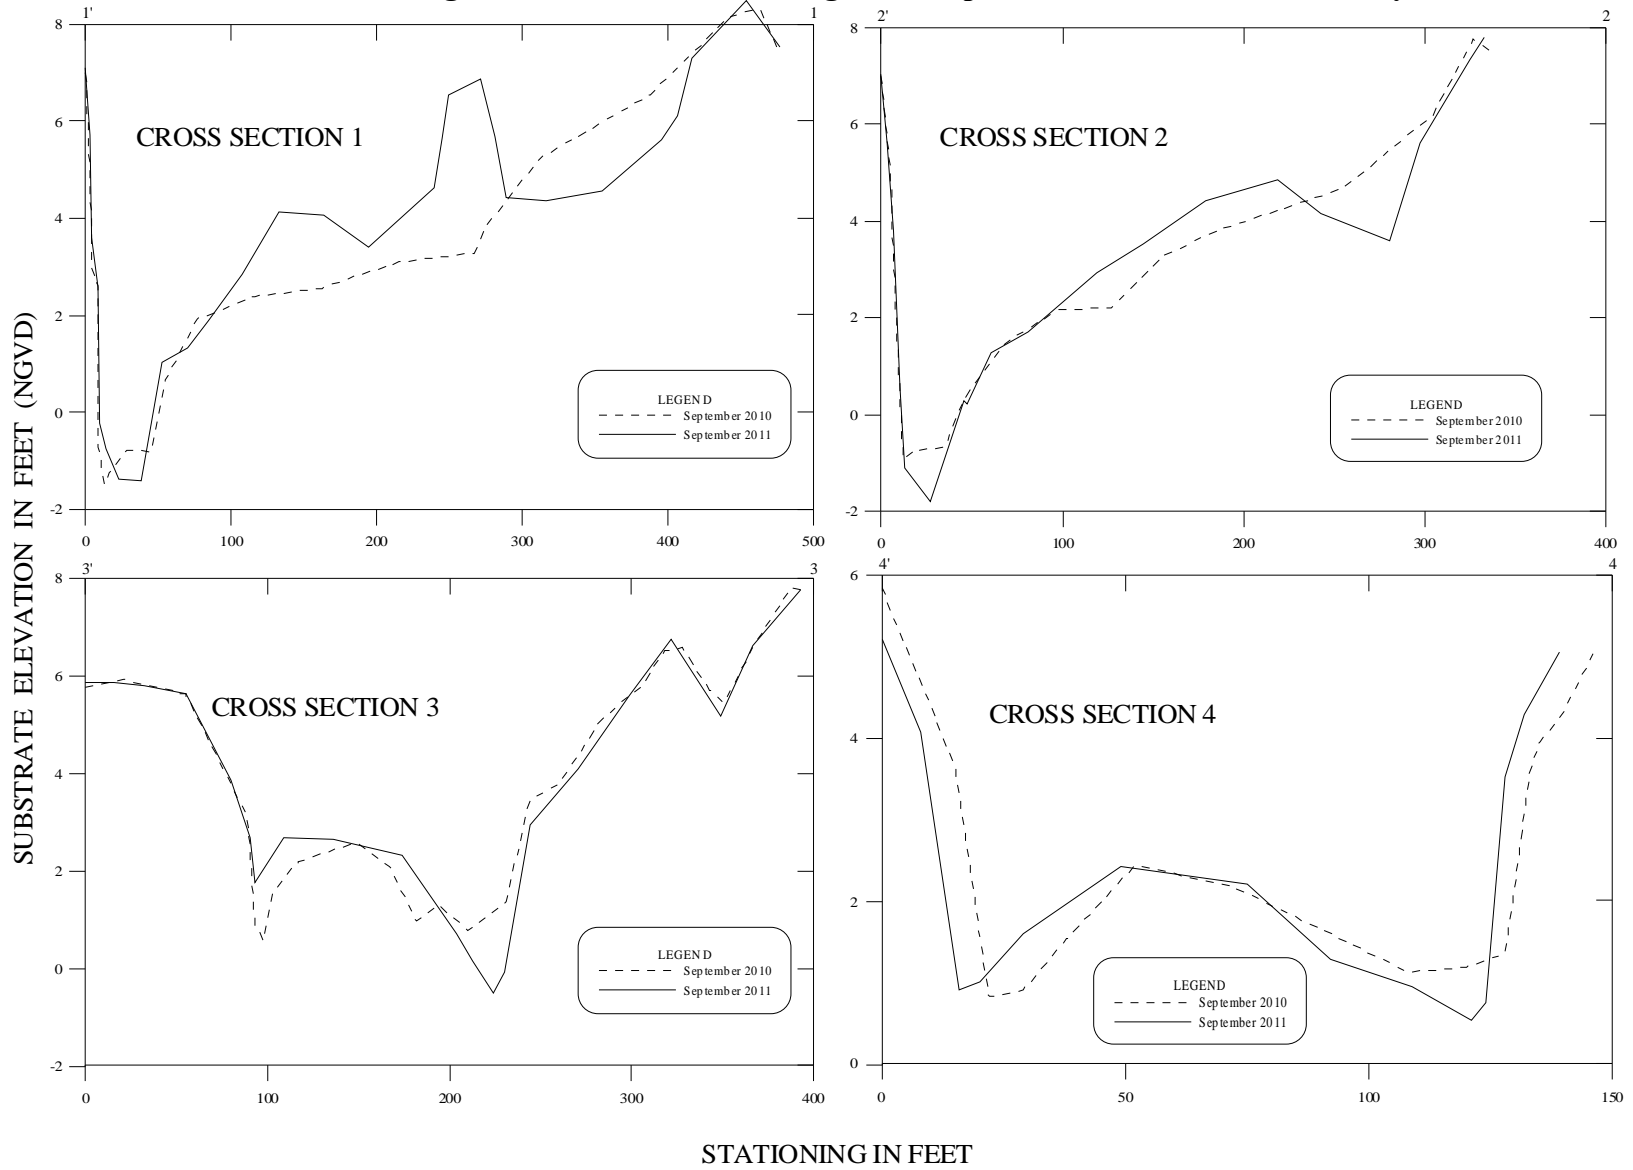 1'
1
8
6
4
2
0
-2
CROSS SECTION 1
LEGEND
September 2010
September 2011
0 100 200 300 400 500
2'
2
8
6
4
2
0
-2
CROSS SECTION 2
LEGEND
September 2010
September 2011
0 100 200 300 400
SUBSTRATE ELEVATION IN FEET (NGVD)
3'
3
8
6
4
2
0
-2
CROSS SECTION 3
LEGEND
September 2010
September 2011
0 100 200 300 400
4'
4
6
4
2
0
CROSS SECTION 4
LEGEND
September 2010
September 2011
0 50 100 150
STATIONING IN FEET